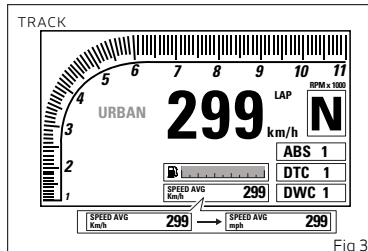 TRACK
5 6 7 8 9 10 11
4 RPM x 1000
URBAN 299 LAP N
3 km/h
ABS 1
2 DTC 1
SPEED AVG
Km/h 299 DWC 1
1
SPEED AVG
Km/h 299 → SPEED AVG
mph 299
Fig 3